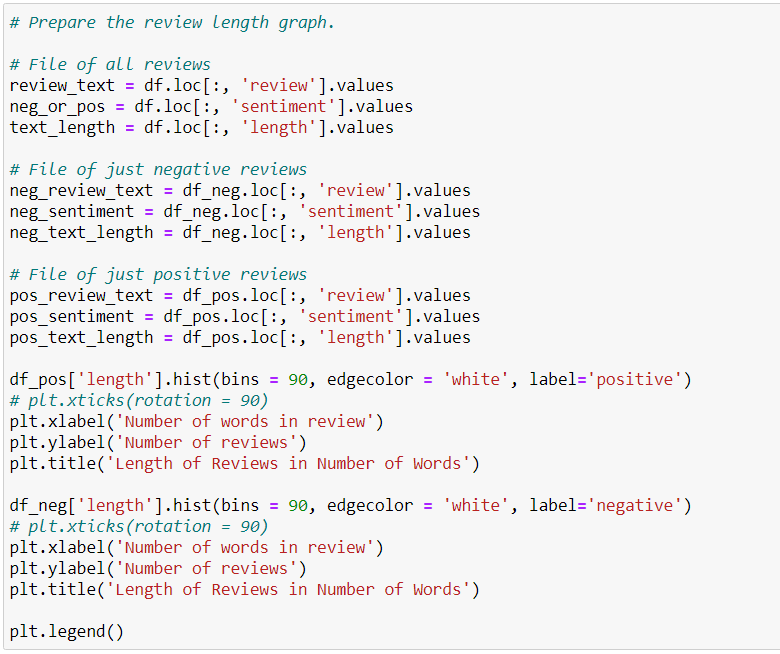 # Prepare the review length graph.
# File of all reviews
review_text = df.loc[:, 'review'].values
neg_or_pos = df.loc[:, 'sentiment'].values
text_length = df.loc[:, 'length'].values
# File of just negative reviews
neg_review_text = df_neg.loc[:, 'review'].values
neg_sentiment = df_neg.loc[:, 'sentiment'].values
neg_text_length = df_neg.loc[:, 'length'].values
# File of just positive reviews
pos_review_text = df_pos.loc[:, 'review'].values
pos_sentiment = df_pos.loc[:, 'sentiment'].values
pos_text_length = df_pos.loc[:, 'length'].values
df_pos['length'].hist(bins = 90, edgecolor = 'white', label='positive')
# plt.xticks(rotation = 90)
plt.xlabel('Number of words in review')
plt.ylabel('Number of reviews')
plt.title('Length of Reviews in Number of Words')
df_neg['length'].hist(bins = 90, edgecolor = 'white', label='negative')
# plt.xticks(rotation = 90)
plt.xlabel('Number of words in review')
plt.ylabel('Number of reviews')
plt.title('Length of Reviews in Number of Words')
plt.legend()